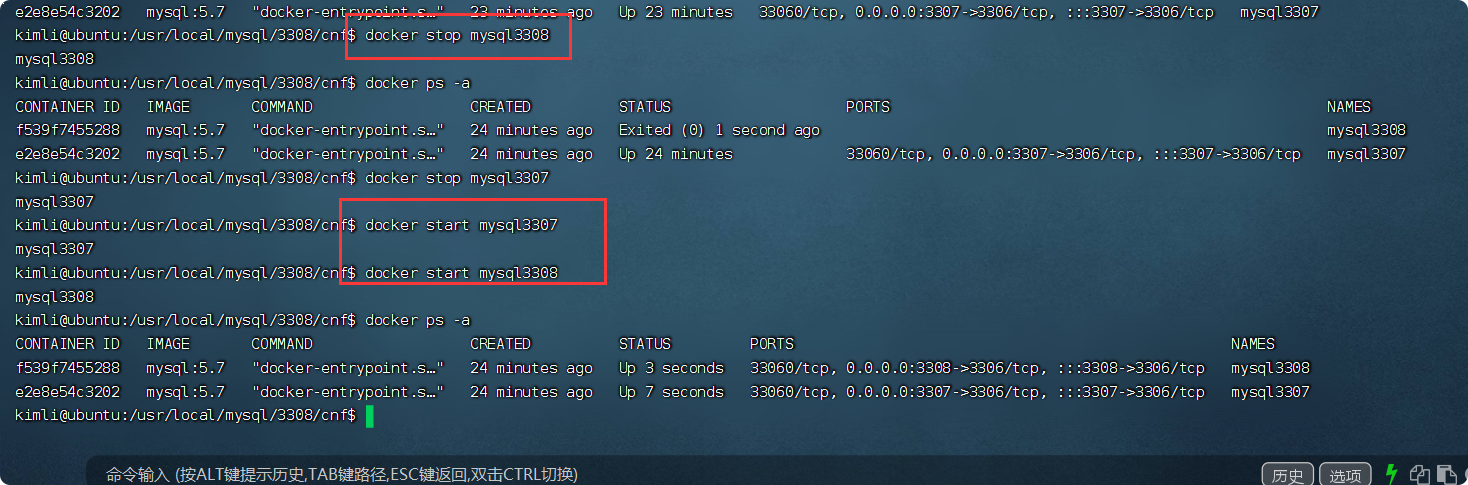 e2e8e54c3202   mysql:5.7   "docker-entrypoint.s…"   23 minutes ago   Up 23 minutes   33060/tcp, 0.0.0.0:3307->3306/tcp, :::3307->3306/tcp   mysql3307
kimli@ubuntu:/usr/local/mysql/3308/cnf$ docker stop mysql3308
mysql3308
kimli@ubuntu:/usr/local/mysql/3308/cnf$ docker ps -a
CONTAINER ID   IMAGE       COMMAND                  CREATED          STATUS                     PORTS                                                  NAMES
f539f7455288   mysql:5.7   "docker-entrypoint.s…"   24 minutes ago   Exited (0) 1 second ago                                                          mysql3308
e2e8e54c3202   mysql:5.7   "docker-entrypoint.s…"   24 minutes ago   Up 24 minutes             33060/tcp, 0.0.0.0:3307->3306/tcp, :::3307->3306/tcp   mysql3307
kimli@ubuntu:/usr/local/mysql/3308/cnf$ docker stop mysql3307
mysql3307
kimli@ubuntu:/usr/local/mysql/3308/cnf$ docker start mysql3307
mysql3307
kimli@ubuntu:/usr/local/mysql/3308/cnf$ docker start mysql3308
mysql3308
kimli@ubuntu:/usr/local/mysql/3308/cnf$ docker ps -a
CONTAINER ID   IMAGE       COMMAND                  CREATED          STATUS         PORTS                                                  NAMES
f539f7455288   mysql:5.7   "docker-entrypoint.s…"   24 minutes ago   Up 3 seconds   33060/tcp, 0.0.0.0:3308->3306/tcp, :::3308->3306/tcp   mysql3308
e2e8e54c3202   mysql:5.7   "docker-entrypoint.s…"   24 minutes ago   Up 7 seconds   33060/tcp, 0.0.0.0:3307->3306/tcp, :::3307->3306/tcp   mysql3307
kimli@ubuntu:/usr/local/mysql/3308/cnf$
命令输入 (按ALT键提示历史,TAB键路径,ESC键返回,双击CTRL切换) 历史 选项